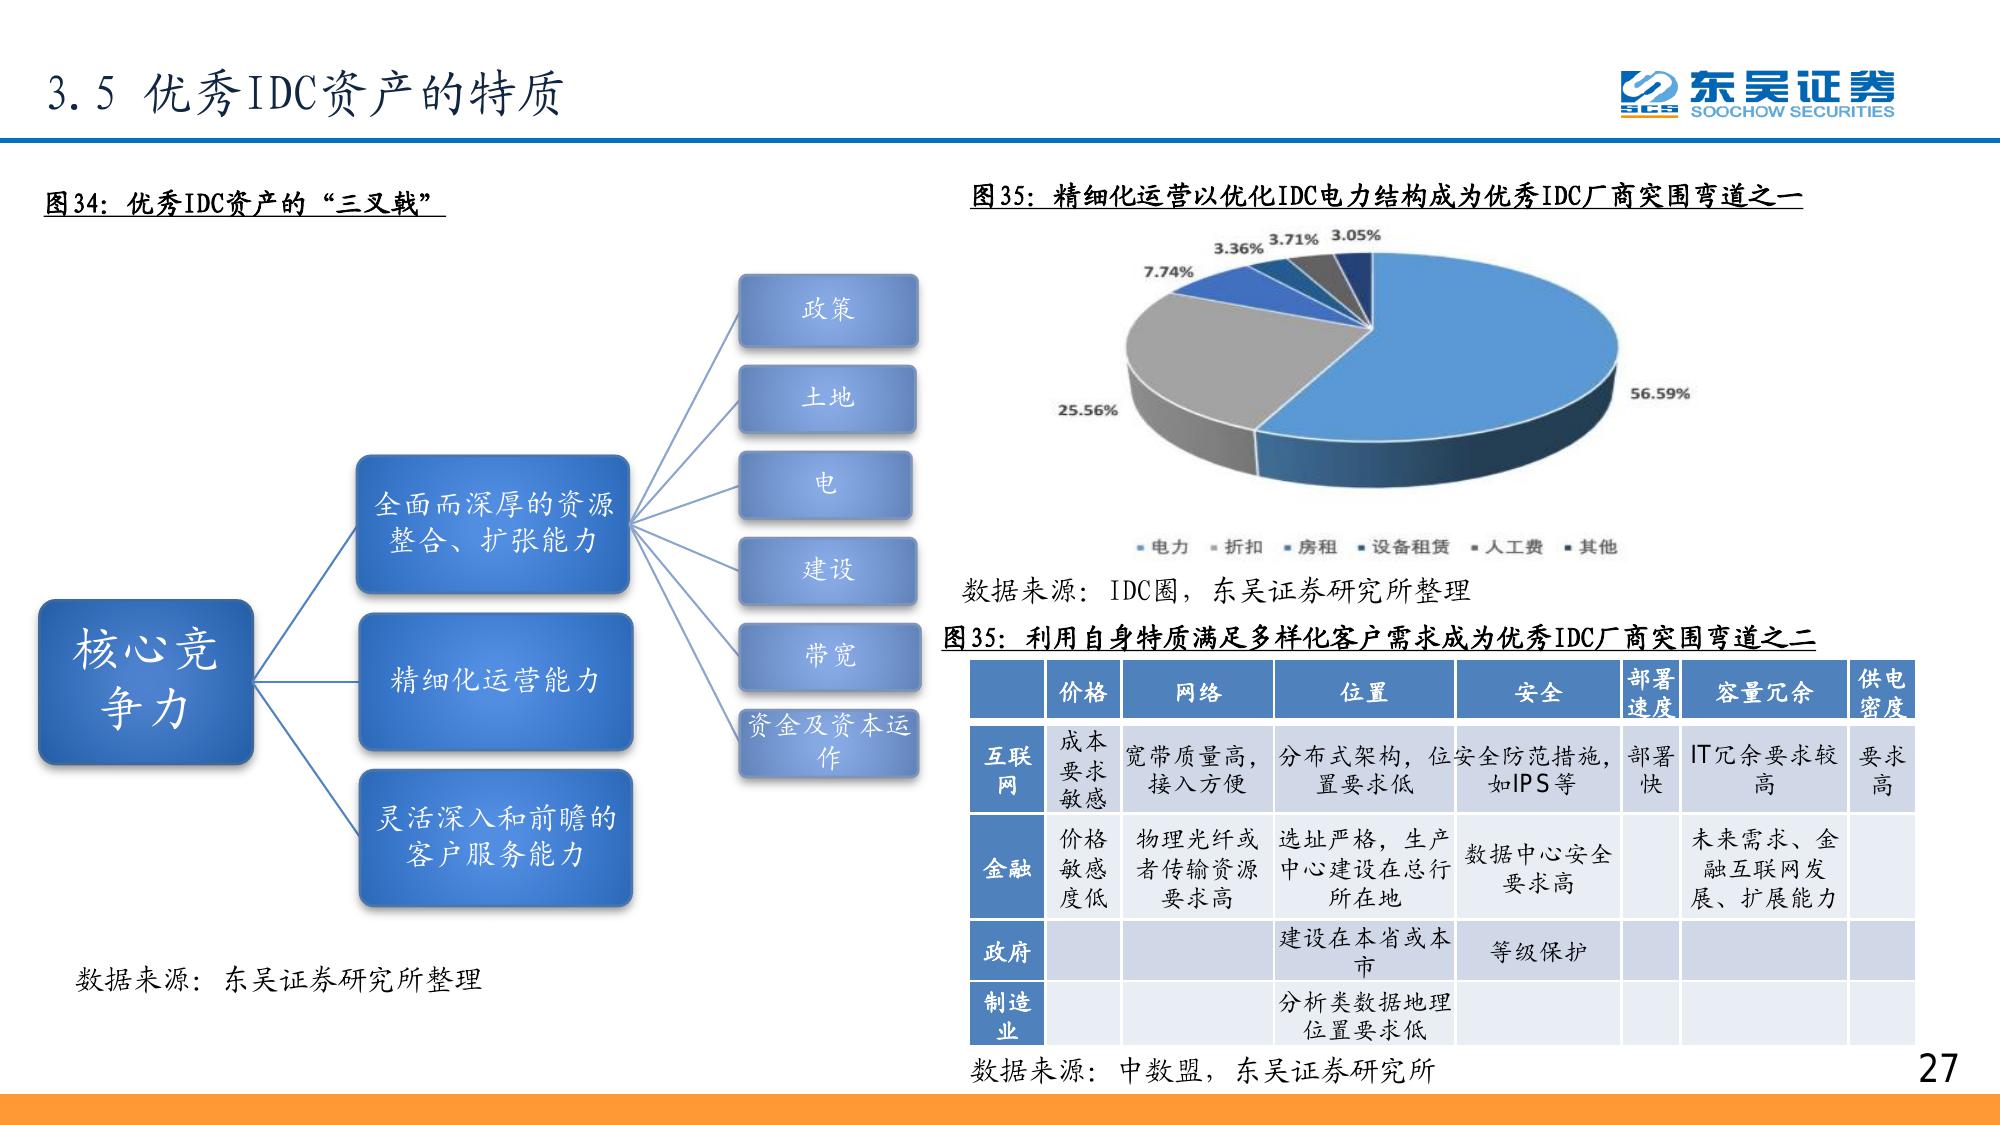 3.5 优秀IDC资产的特质
东吴证券
SCS
SOOCHOW SECURITIES
图34：优秀IDC资产的“三叉戟”
核心竞
争力
全面而深厚的资源
整合、扩张能力
精细化运营能力
灵活深入和前瞻的
客户服务能力
政策
土地
电
建设
带宽
资金及资本运
作
数据来源：东吴证券研究所整理
图35：精细化运营以优化IDC电力结构成为优秀IDC厂商突围弯道之一
3.36% 3.71% 3.05%
7.74%
25.56%
56.59%
电力 折扣 房租 设备租赁 人工费 其他
数据来源：IDC圈，东吴证券研究所整理
图35：利用自身特质满足多样化客户需求成为优秀IDC厂商突围弯道之二
价格
网络
位置
安全
部署
速度
容量冗余
供电
密度
互联
网
成本
要求
敏感
宽带质量高，
接入方便
分布式架构，位
置要求低
安全防范措施，
如IPS等
部署
快
IT冗余要求较
高
要求
高
金融
价格
敏感
度低
物理光纤或
者传输资源
要求高
选址严格，生产
中心建设在总行
所在地
数据中心安全
要求高
未来需求、金
融互联网发
展、扩展能力
政府
建设在本省或本
市
等级保护
制造
业
分析类数据地理
位置要求低
数据来源：中数盟，东吴证券研究所
27